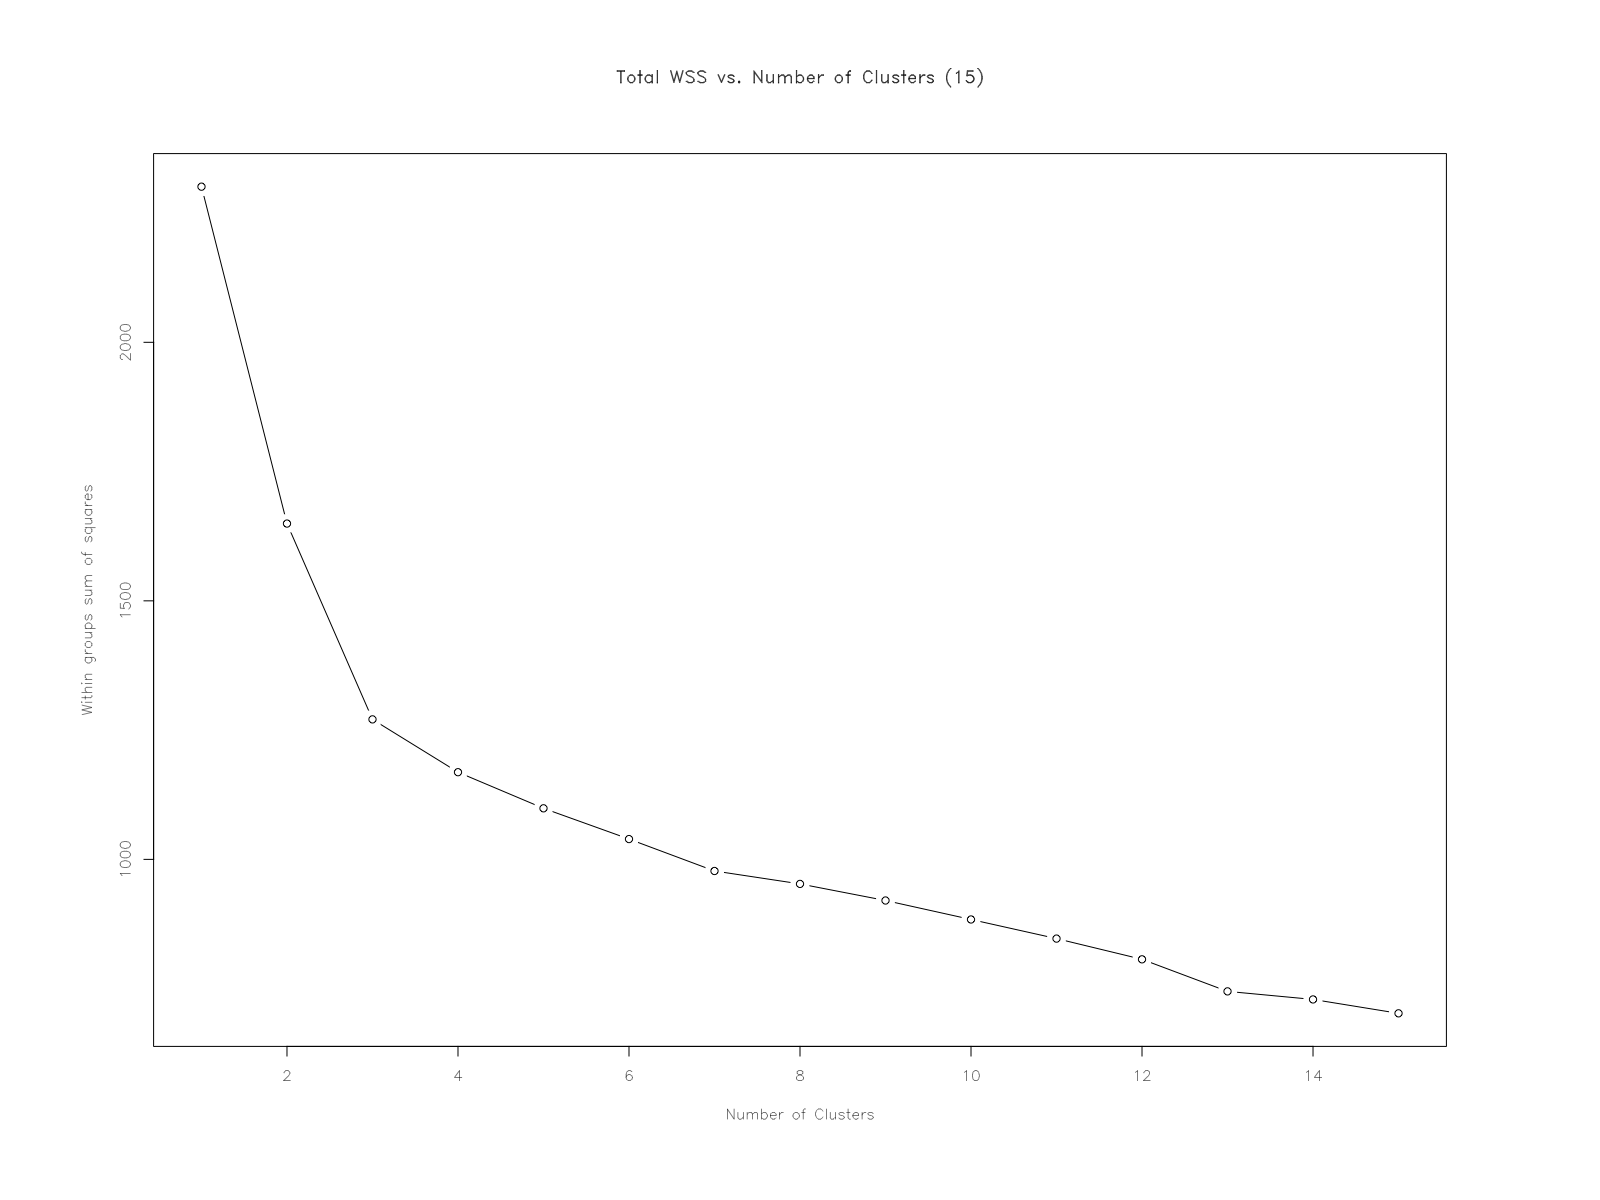 Total WSS vs. Number of Clusters (15)
Within groups sum of squares
2000
1500
1000
2 4 6 8 10 12 14
Number of Clusters